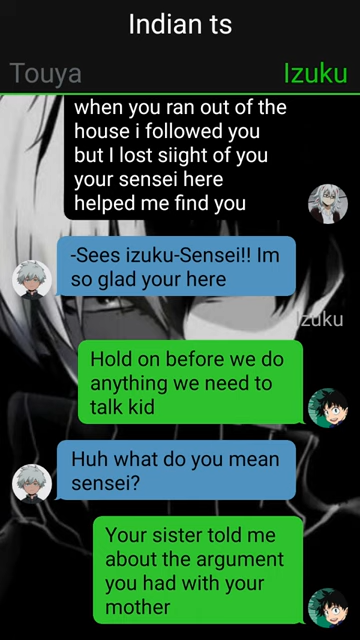 Indian ts
Touya
Izuku
when you ran out of the
house i followed you
but I lost siight of you
your sensei here
helped me find you
-Sees izuku-Sensei!! Im
so glad your here
Izuku
Hold on before we do
anything we need to
talk kid
Huh what do you mean
sensei?
Your sister told me
about the argument
you had with your
mother